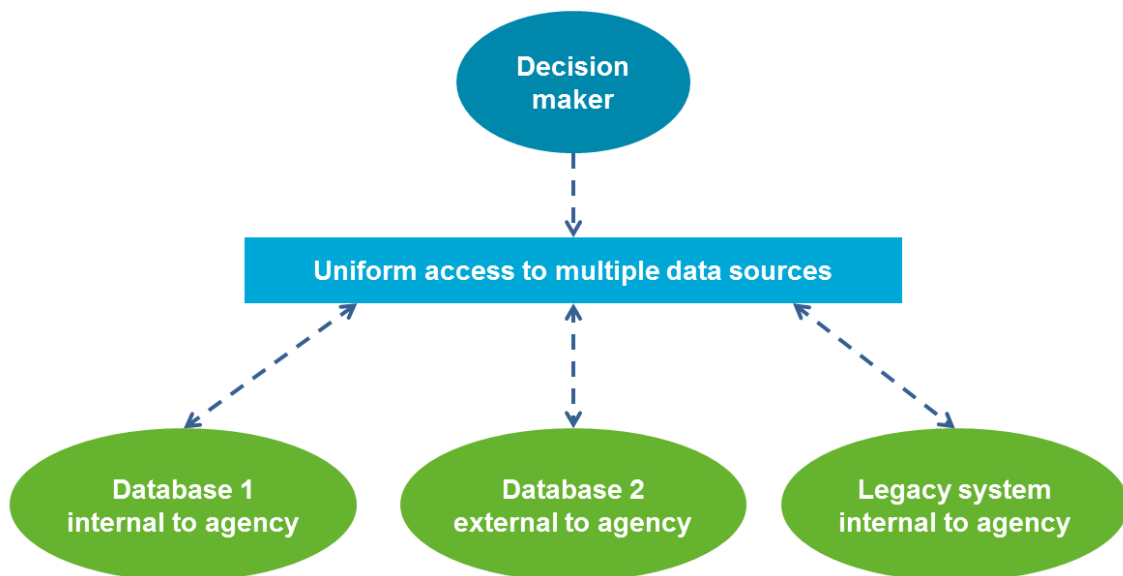 Decision
maker
Uniform access to multiple data sources
Database 1
internal to agency
Database 2
external to agency
Legacy system
internal to agency